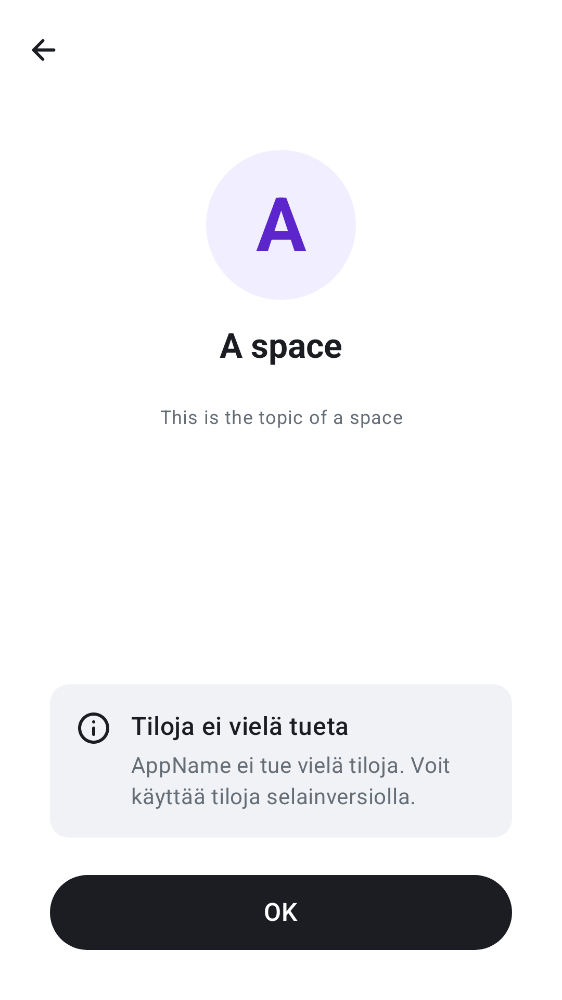 A
A space
This is the topic of a space
Tiloja ei vielä tueta
AppName ei tue vielä tiloja. Voit
käyttää tiloja selainversiolla.
OK